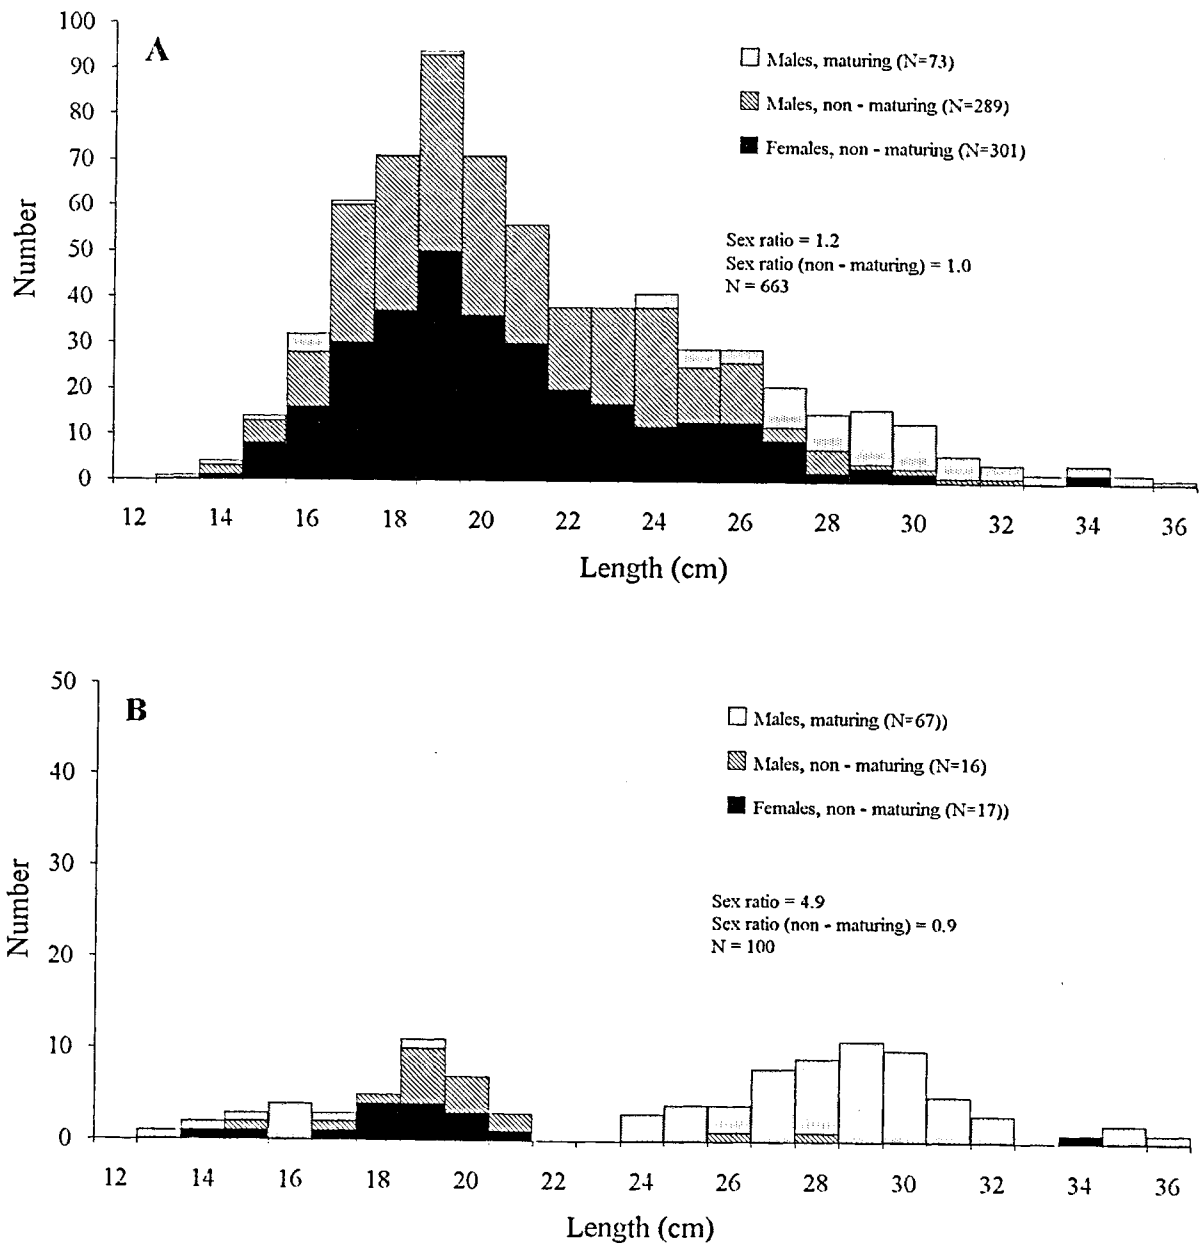 A
100
90
80
70
60
50
40
30
20
10
0
Number
Males, maturing (N=73)
Males, non - maturing (N=289)
Females, non - maturing (N=301)
Sex ratio = 1.2
Sex ratio (non - maturing) = 1.0
N = 663
12 14 16 18 20 22 24 26 28 30 32 34 36
Length (cm)
B
50
40
30
20
10
0
Number
Males, maturing (N=67))
Males, non - maturing (N=16)
Females, non - maturing (N=17))
Sex ratio = 4.9
Sex ratio (non - maturing) = 0.9
N = 100
12 14 16 18 20 22 24 26 28 30 32 34 36
Length (cm)